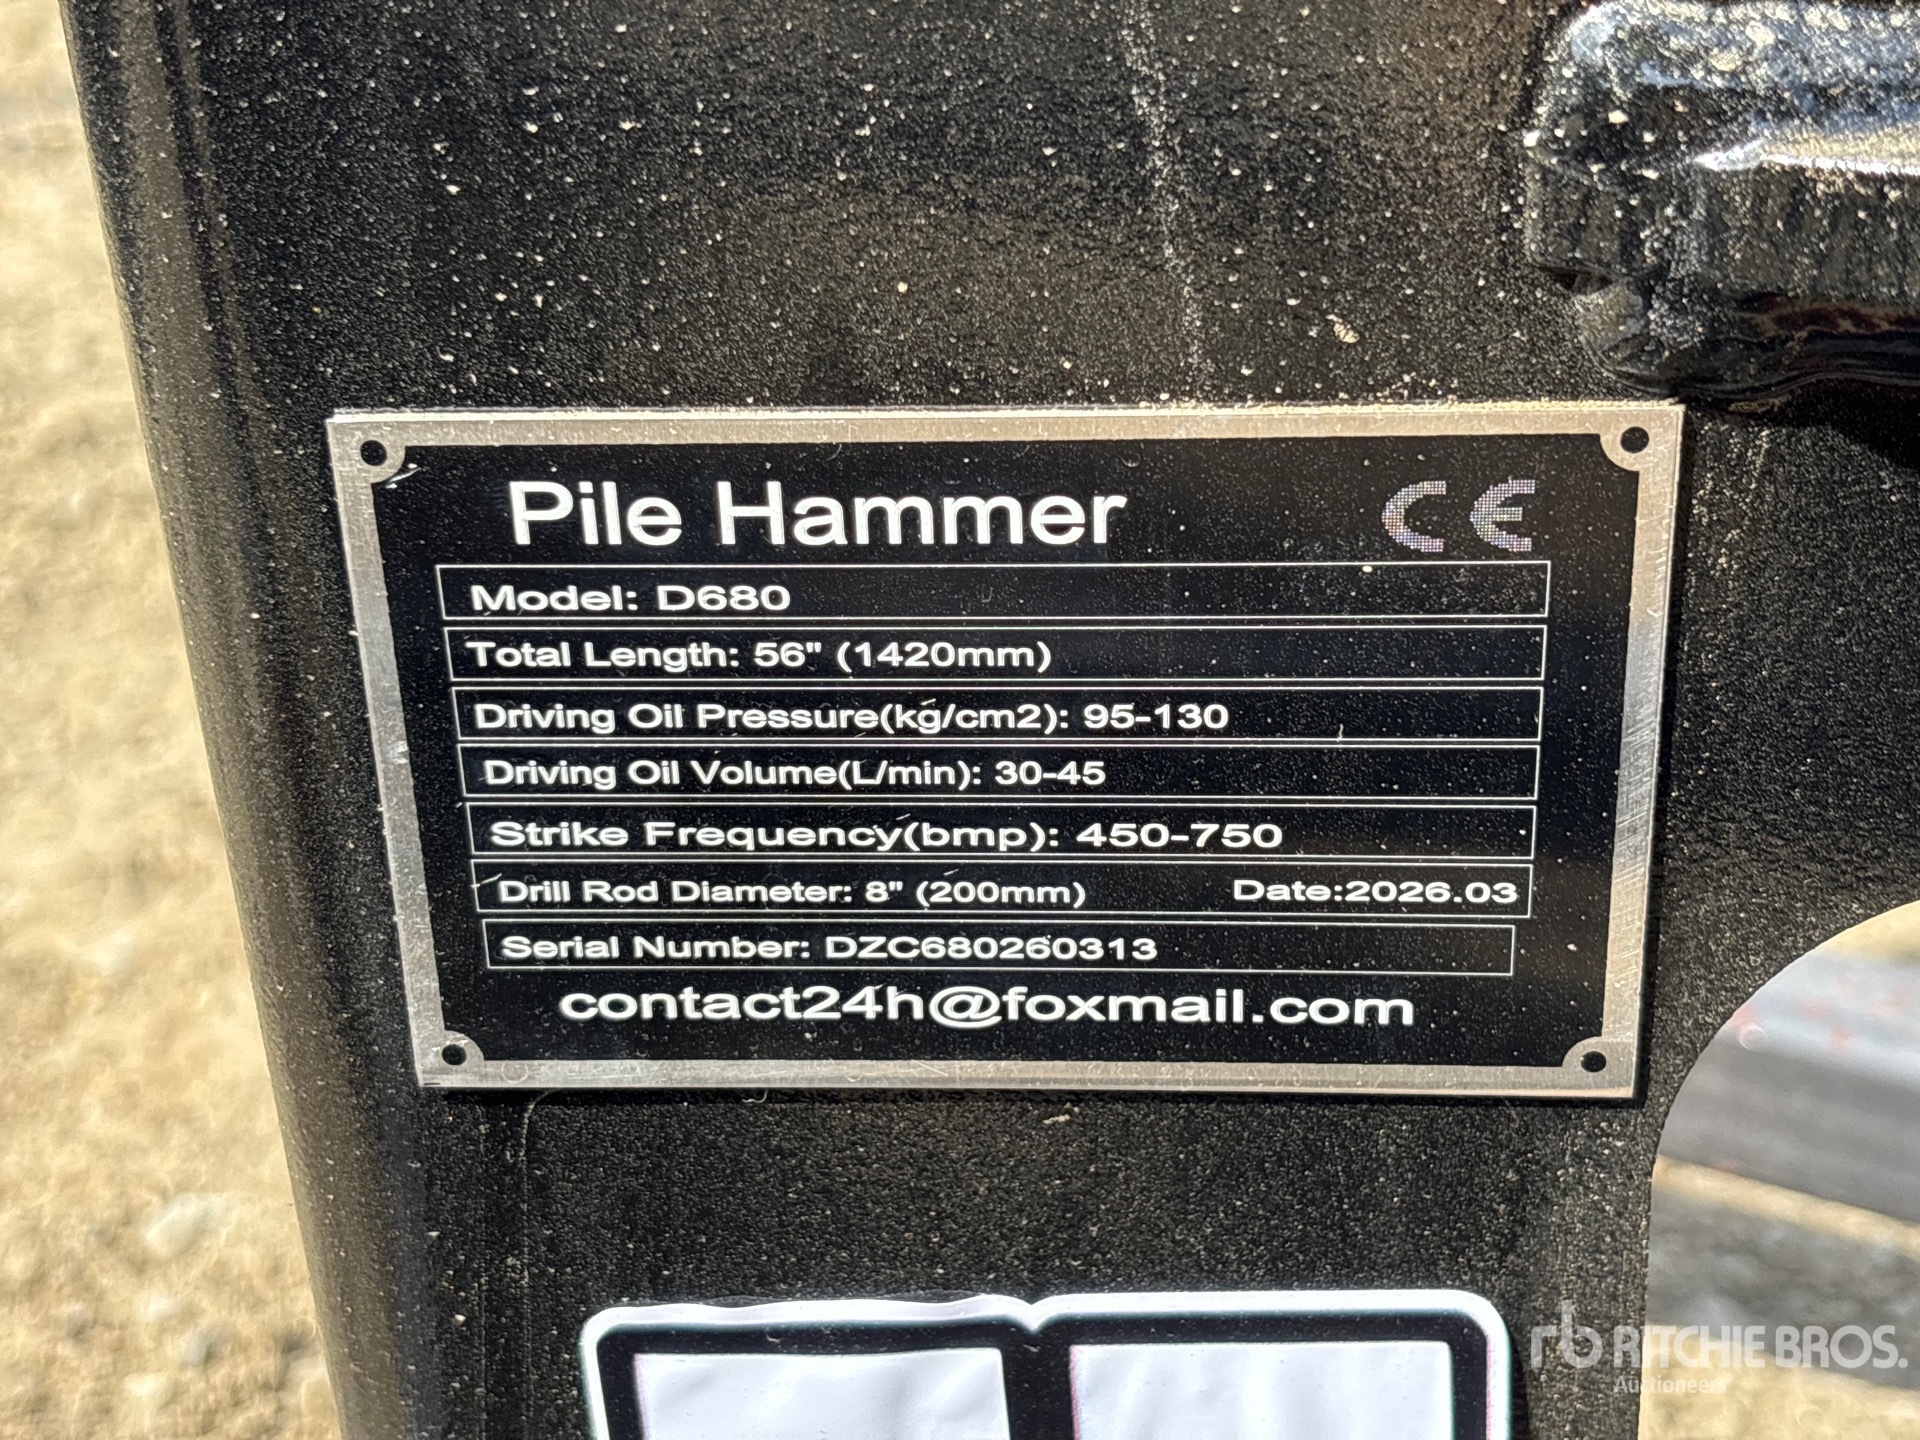 Pile Hammer CE
Model: D680
Total Length: 56" (1420mm)
Driving Oil Pressure(kg/cm2): 95-130
Driving Oil Volume(L/min): 30-45
Strike Frequency(bmp): 450-750
Drill Rod Diameter: 8" (200mm) Date:2026.03
Serial Number: DZC680260313
contact24h@foxmail.com
rb RITCHIE BROS.
Auctioneers